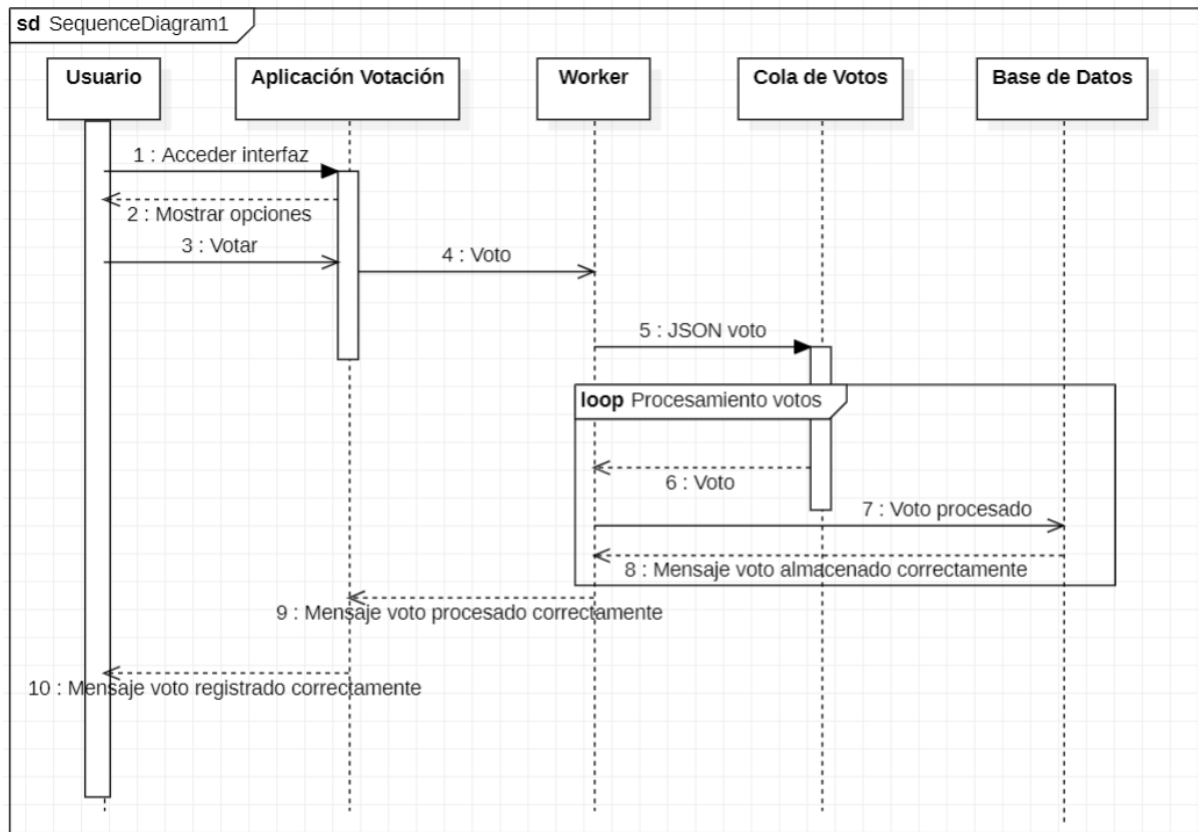 sd SequenceDiagram1
Usuario
Aplicación Votación
Worker
Cola de Votos
Base de Datos
1 : Acceder interfaz
2 : Mostrar opciones
3 : Votar
4 : Voto
5 : JSON voto
loop Procesamiento votos
6 : Voto
7 : Voto procesado
8 : Mensaje voto almacenado correctamente
9 : Mensaje voto procesado correctamente
10 : Mensaje voto registrado correctamente